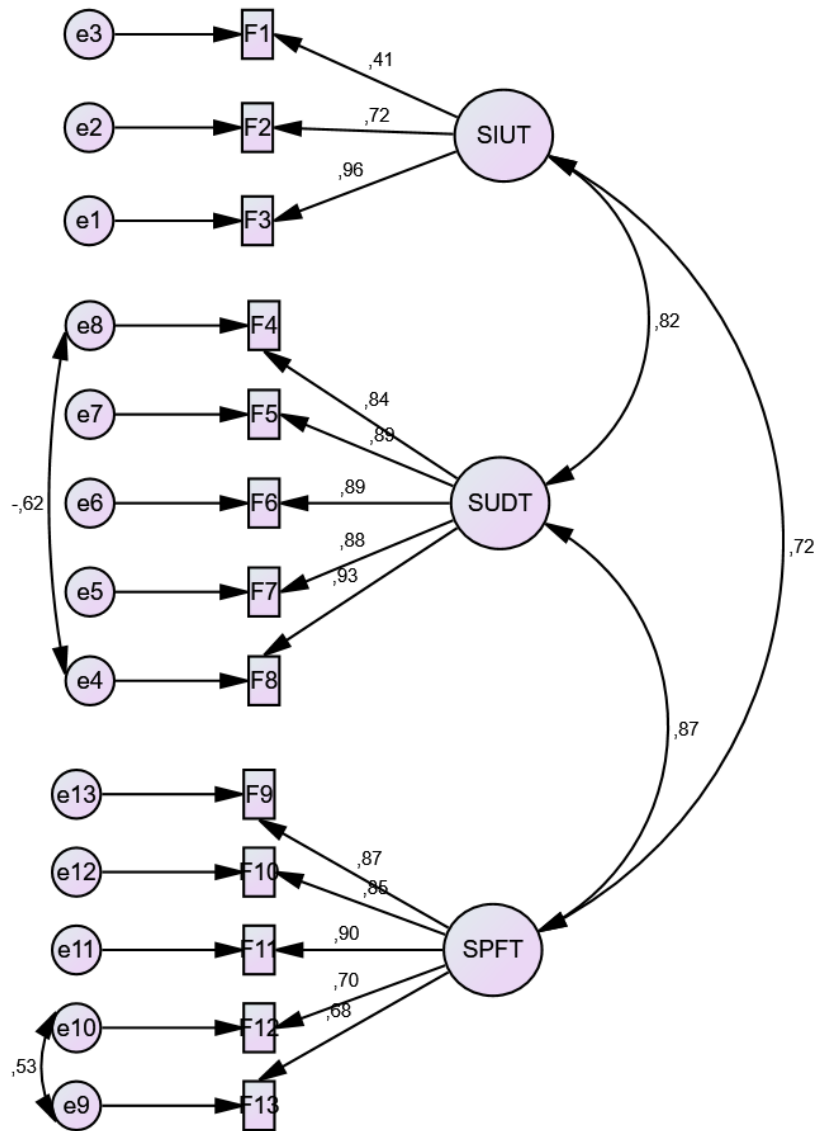 e3
F1
,41
e2
F2
,72
SIUT
e1
F3
,96
e8
F4
,82
,84
e7
F5
,89
-,62
e6
F6
,89
SUDT
,72
e5
F7
,88
,93
e4
F8
,87
e13
F9
,87
e12
F10
,85
e11
F11
,90
SPFT
e10
F12
,70
,68
,53
e9
F13